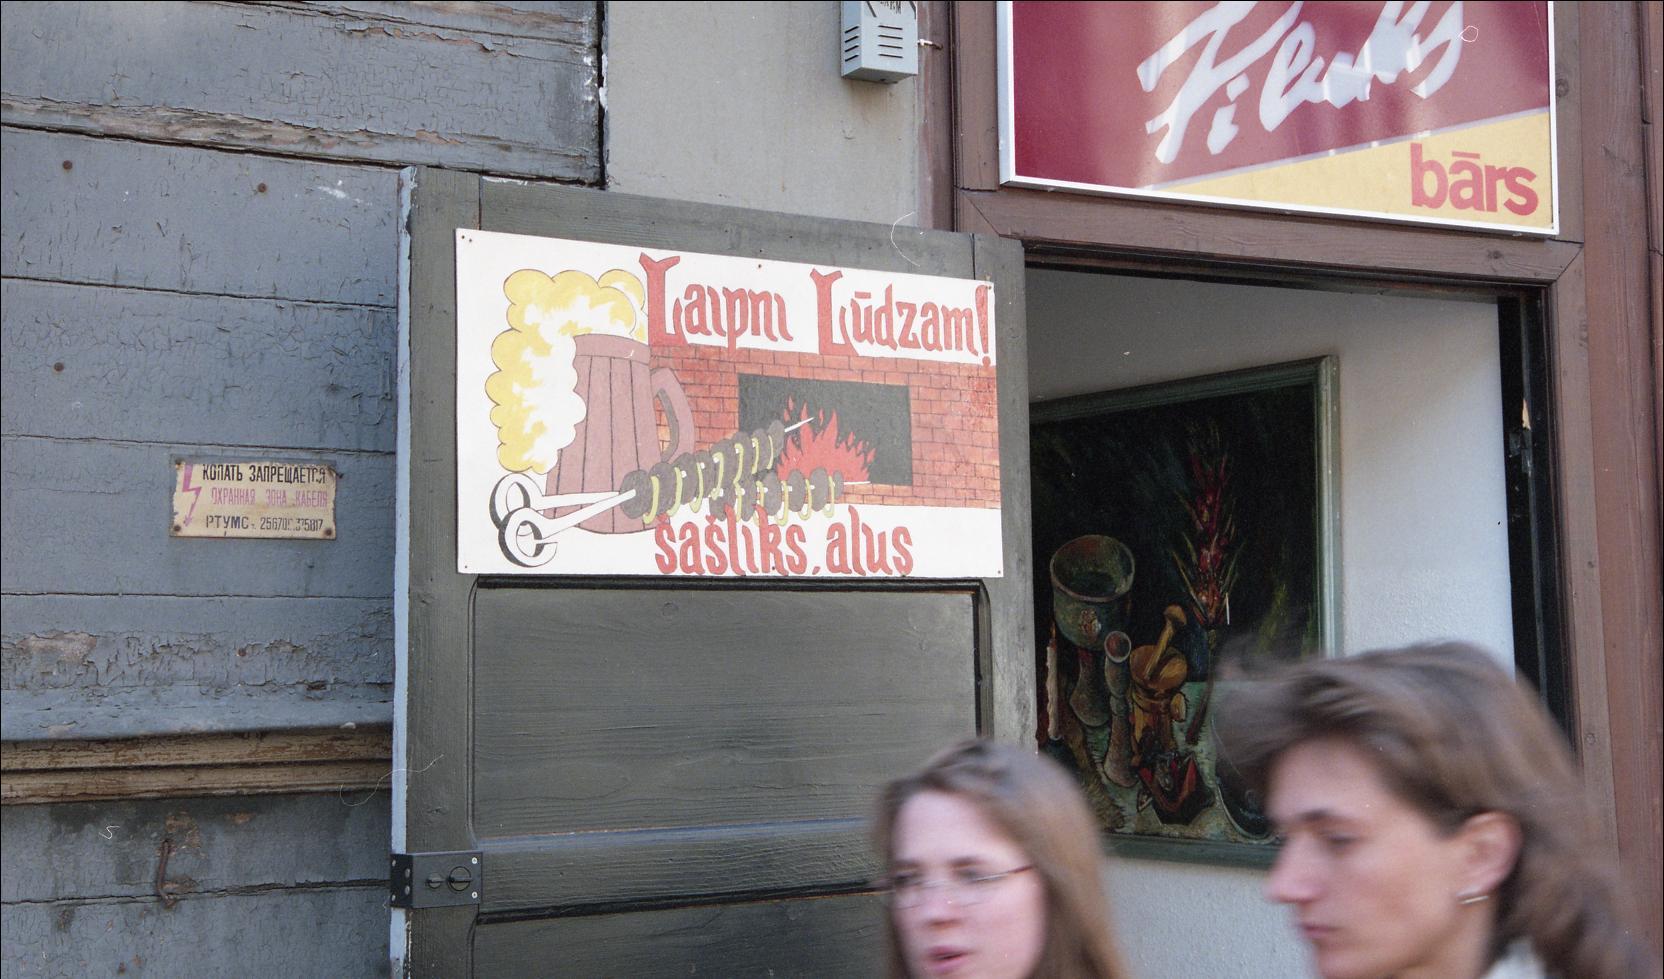 bārs
Laipni Lūdzam!
šašliks, alus
КОПАТЬ ЗАПРЕЩАЕТСЯ
ОХРАННАЯ ЗОНА КАБЕЛЯ
РТУМС